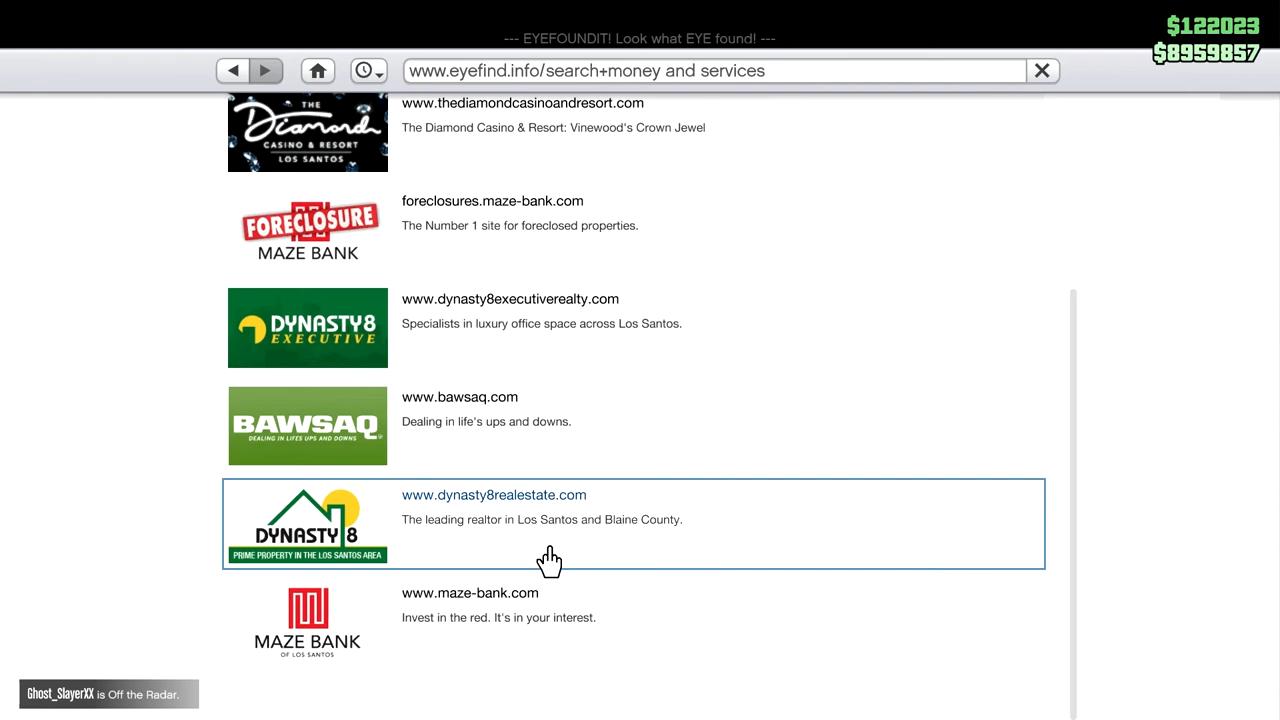 --- EYEFOUNDIT! Look what EYE found! ---
$122023
$8959857
www.eyefind.info/search+money and services
THE
Diamond
CASINO & RESORT
LOS SANTOS
www.thediamondcasinoandresort.com
The Diamond Casino & Resort: Vinewood's Crown Jewel
FORECLOSURE
MAZE BANK
foreclosures.maze-bank.com
The Number 1 site for foreclosed properties.
DYNASTY8
EXECUTIVE
www.dynasty8executiverealty.com
Specialists in luxury office space across Los Santos.
BAWSAQ
DEALING IN LIFES UPS AND DOWNS
www.bawsaq.com
Dealing in life's ups and downs.
DYNASTY 8
PRIME PROPERTY IN THE LOS SANTOS AREA
www.dynasty8realestate.com
The leading realtor in Los Santos and Blaine County.
MAZE BANK
OF LOS SANTOS
www.maze-bank.com
Invest in the red. It's in your interest.
Ghost_SlayerXX is Off the Radar.